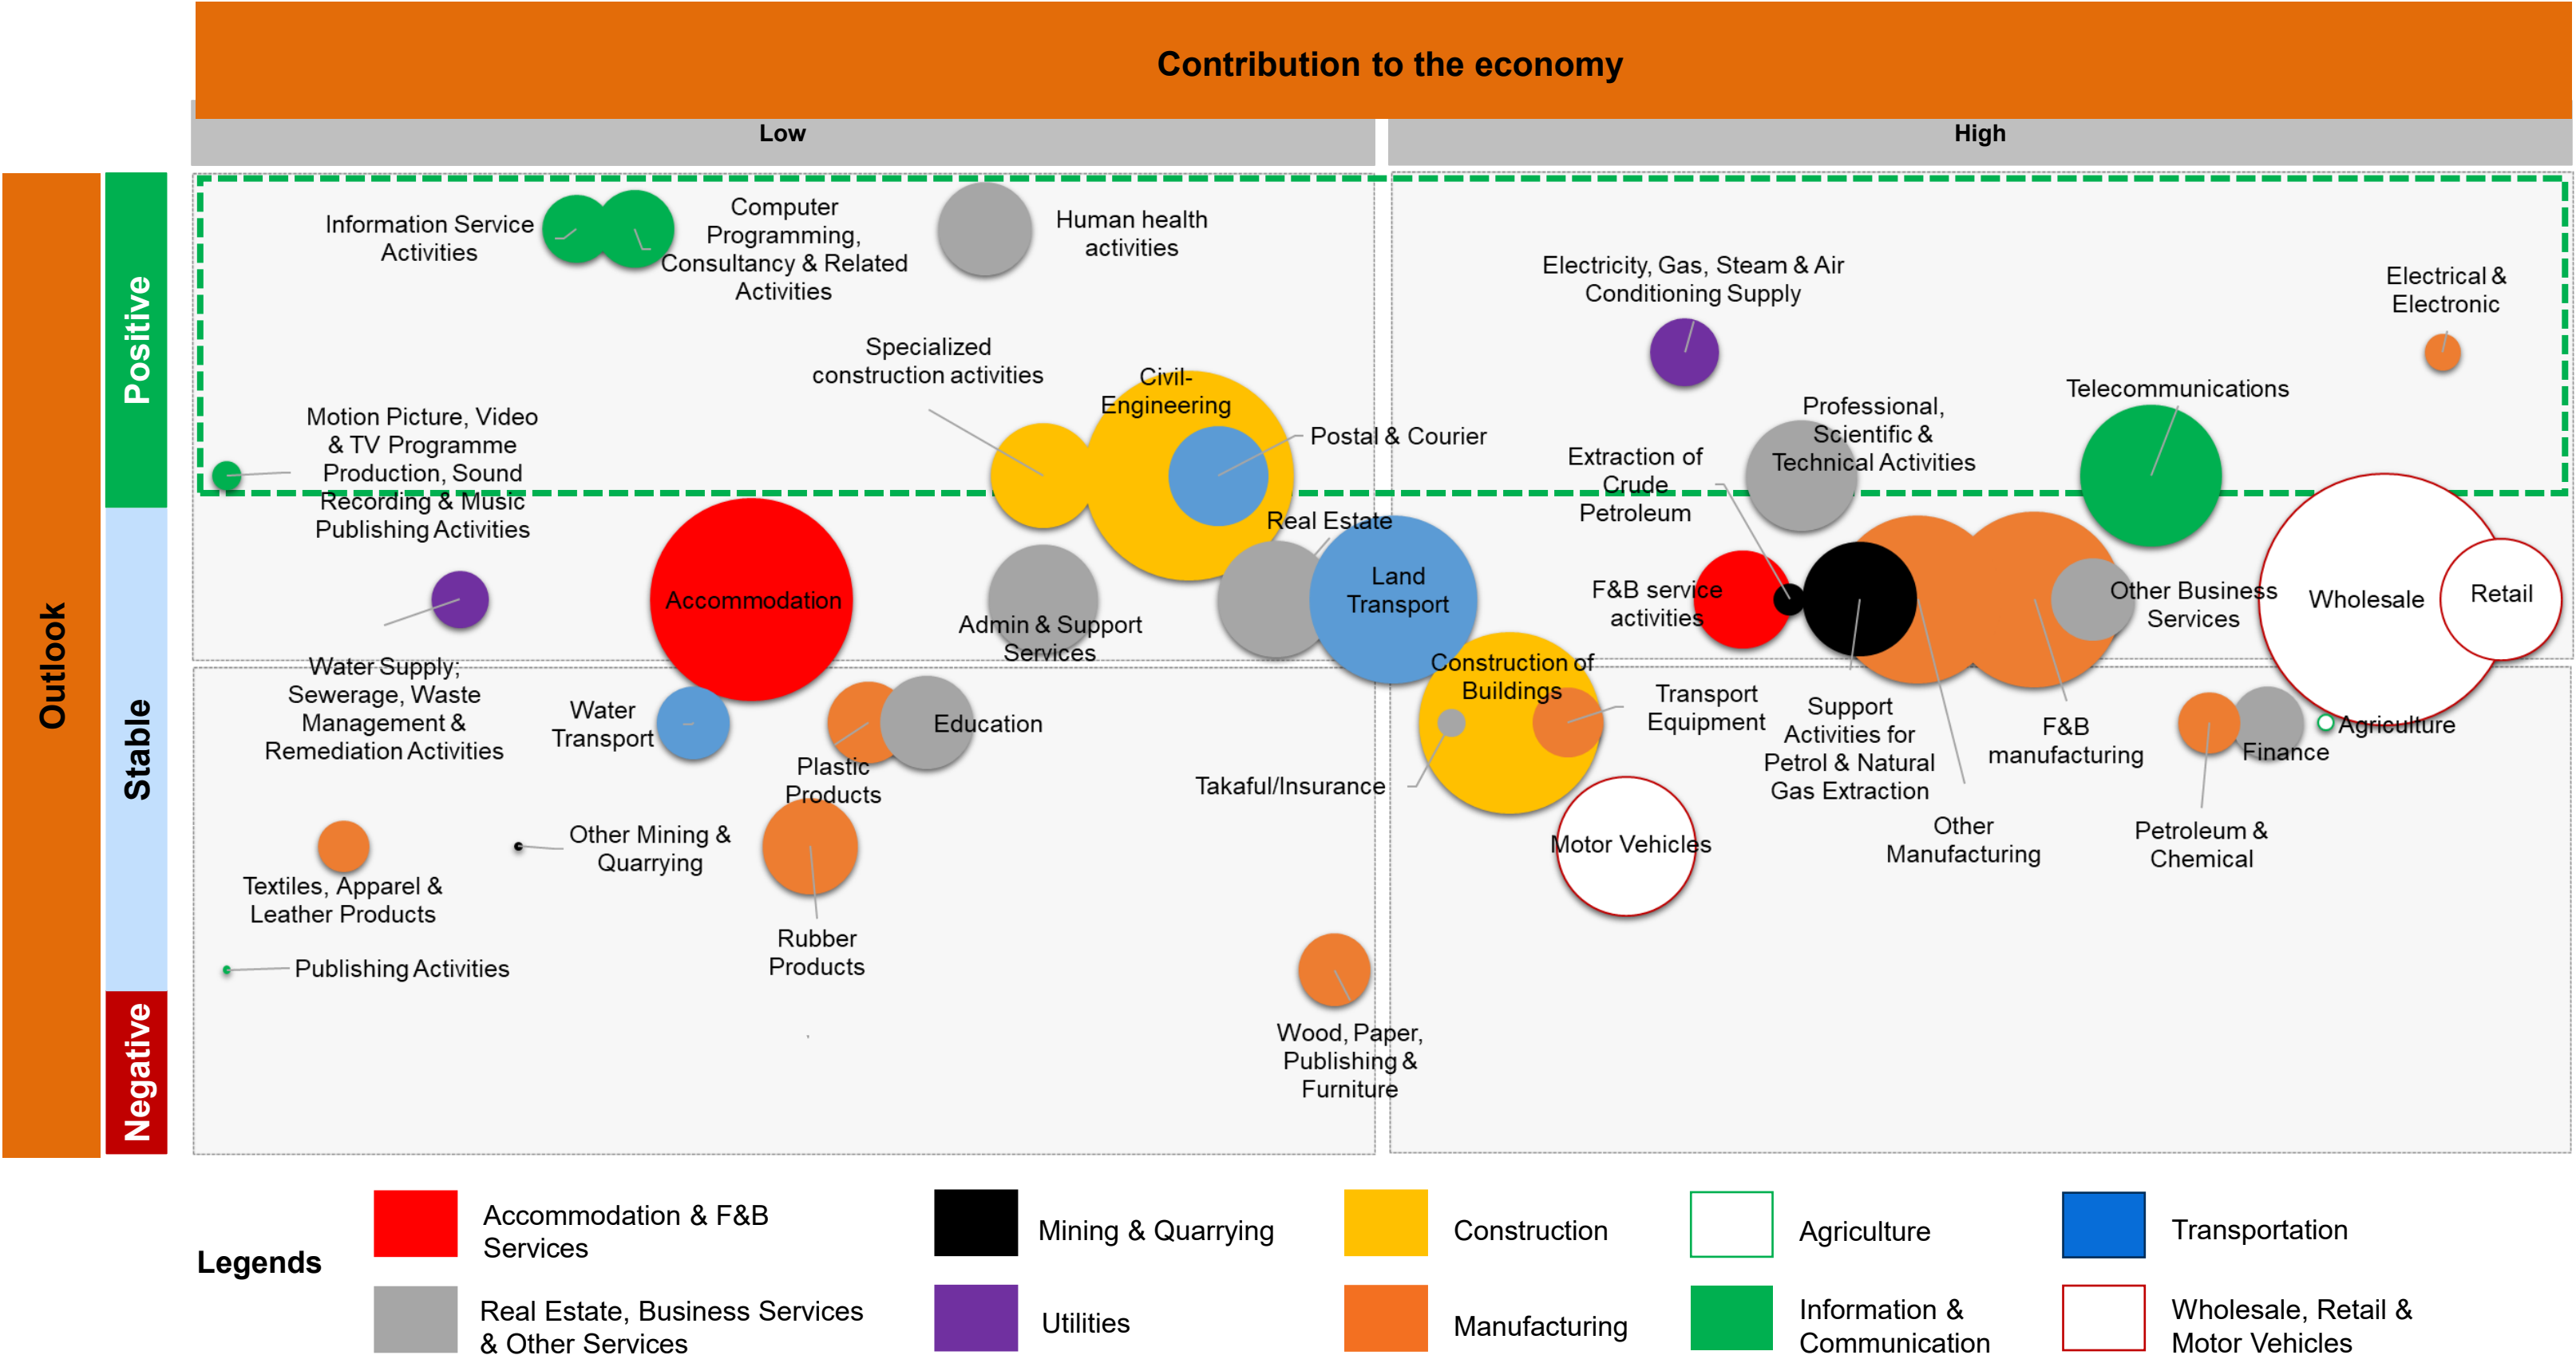 Contribution to the economy
Low
High
Outlook
Positive
Stable
Negative
Information Service
Activities
Computer
Programming,
Consultancy & Related
Activities
Human health
activities
Electricity, Gas, Steam & Air
Conditioning Supply
Electrical &
Electronic
Specialized
construction activities
Civil-
Engineering
Postal & Courier
Motion Picture, Video
& TV Programme
Production, Sound
Recording & Music
Publishing Activities
Extraction of
Crude
Petroleum
Professional,
Scientific &
Technical Activities
Telecommunications
Water Supply;
Sewerage, Waste
Management &
Remediation Activities
Accommodation
Admin & Support
Services
Real Estate
Land
Transport
F&B service
activities
Other Business
Services
Wholesale
Retail
Water
Transport
Plastic
Products
Education
Takaful/Insurance
Construction of
Buildings
Transport
Equipment
Support
Activities for
Petrol & Natural
Gas Extraction
F&B
manufacturing
Finance
Agriculture
Textiles, Apparel &
Leather Products
Other Mining &
Quarrying
Rubber
Products
Motor Vehicles
Other
Manufacturing
Petroleum &
Chemical
Publishing Activities
Wood, Paper,
Publishing &
Furniture
Legends
Accommodation & F&B
Services
Mining & Quarrying
Construction
Agriculture
Transportation
Real Estate, Business Services
& Other Services
Utilities
Manufacturing
Information &
Communication
Wholesale, Retail &
Motor Vehicles